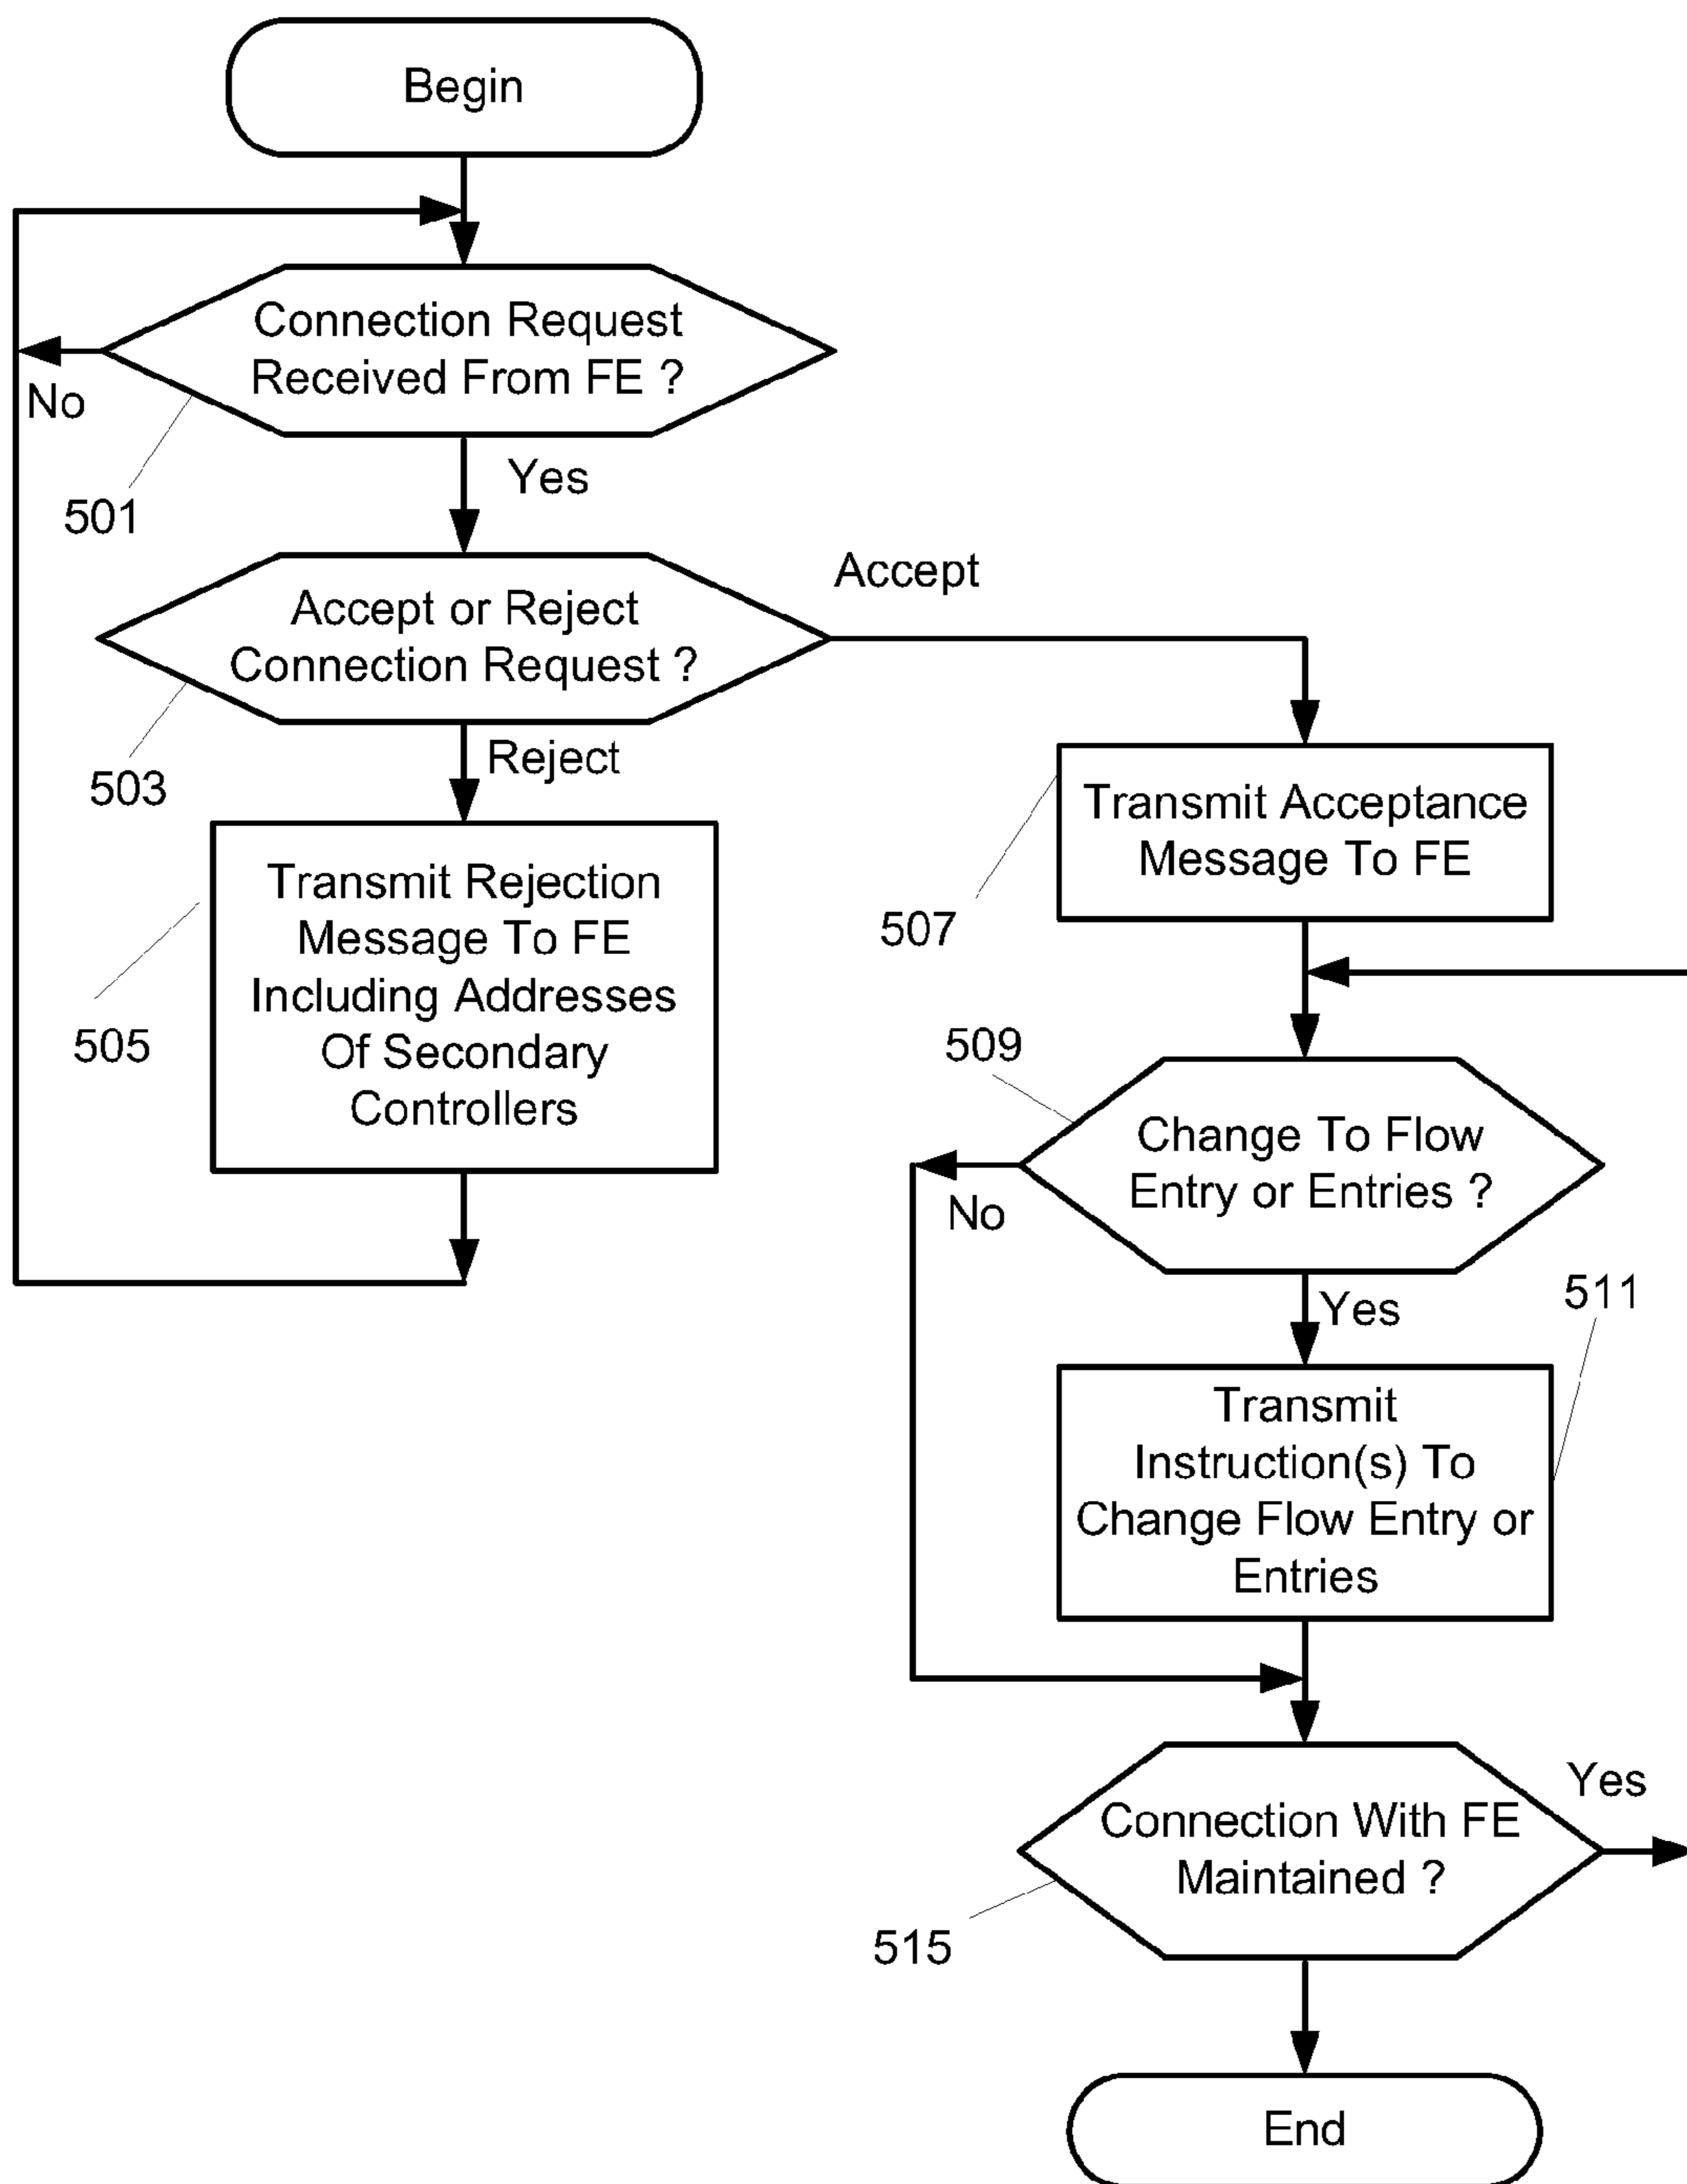 Begin
Connection Request
Received From FE ?
No
Yes
501
Accept or Reject
Connection Request ?
Accept
503
Reject
Transmit Rejection
Message To FE
Including Addresses
Of Secondary
Controllers
505
Transmit Acceptance
Message To FE
507
509
Change To Flow
Entry or Entries ?
No
Yes
511
Transmit
Instruction(s) To
Change Flow Entry or
Entries
Connection With FE
Maintained ?
Yes
515
End